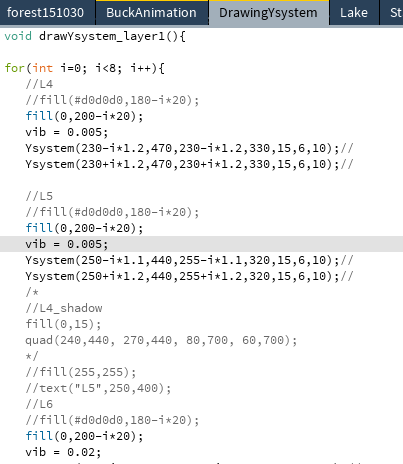 forest151030 BuckAnimation DrawingYsystem Lake St
void drawYsystem_layer1(){
for(int i=0; i<8; i++){
//L4
//fill(#d0d0d0,180-i*20);
fill(0,200-i*20);
vib = 0.005;
Ysystem(230-i*1.2,470,230-i*1.2,330,15,6,10);//
Ysystem(230+i*1.2,470,230+i*1.2,330,15,6,10);//
//L5
//fill(#d0d0d0,180-i*20);
fill(0,200-i*20);
vib = 0.005;
Ysystem(250-i*1.1,440,255-i*1.1,320,15,6,10);//
Ysystem(250+i*1.2,440,255+i*1.2,320,15,6,10);//
/*
//L4_shadow
fill(0,15);
quad(240,440, 270,440, 80,700, 60,700);
*/
//fill(255,255);
//text("L5",250,400);
//L6
//fill(#d0d0d0,180-i*20);
fill(0,200-i*20);
vib = 0.02;